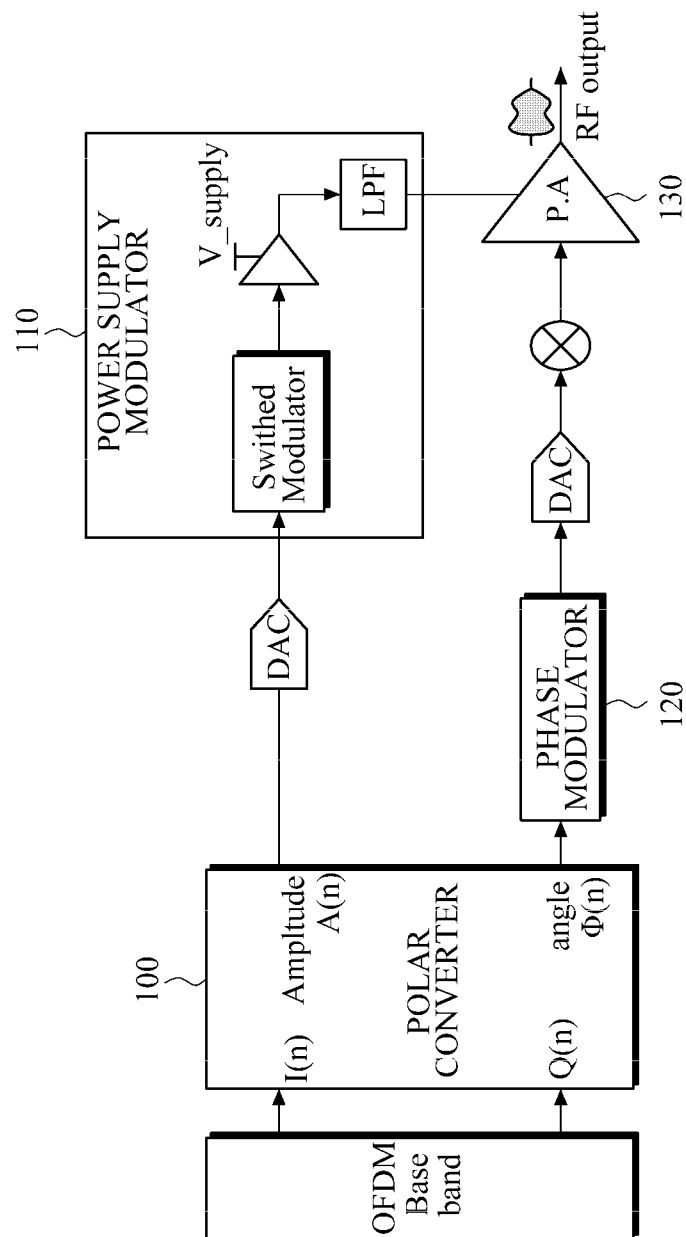 OFDM
Base
band
100
I(n)
Ampltude
A(n)
POLAR
CONVERTER
Q(n)
angle
Φ(n)
DAC
110
POWER SUPPLY
MODULATOR
Swithed
Modulator
V_supply
LPF
PHASE
MODULATOR
120
DAC
P.A
130
RF output